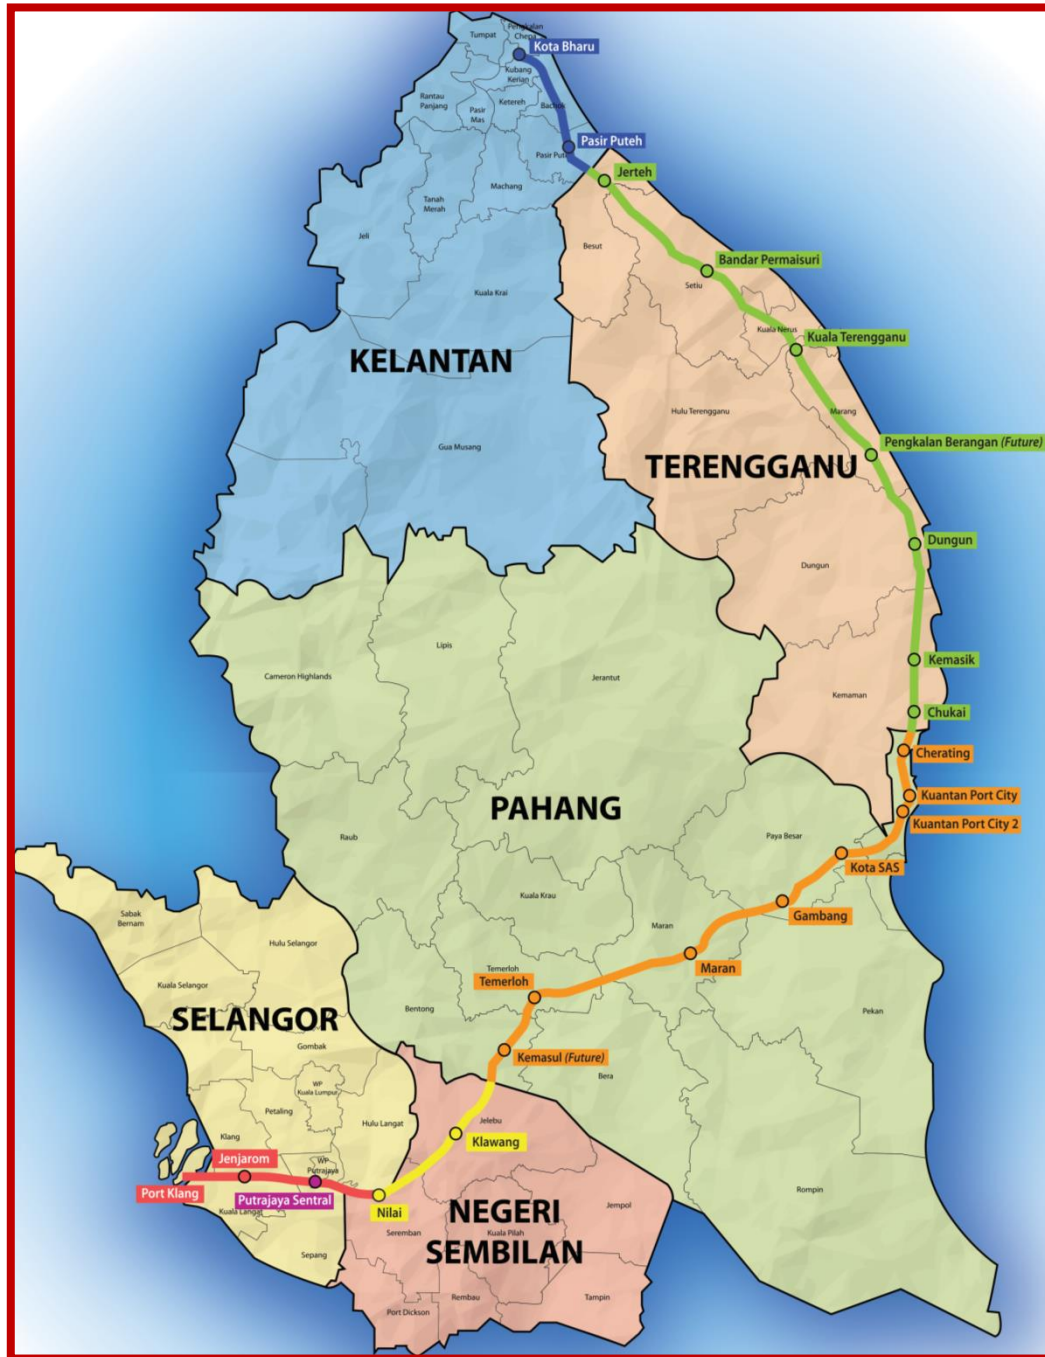 Pengkalan
Chepa
Tumpat
Kota Bharu
Kubang
Kerian
Rantau
Panjang
Ketereh
Bachok
Pasir
Mas
Pasir Puteh
Pasir Put
Jerteh
Machang
Tanah
Merah
Jeli
Besut
Bandar Permaisuri
Setiu
Kuala Krai
Kuala Nerus
Kuala Terengganu
KELANTAN
Hulu Terengganu
Marang
Gua Musang
Pengkalan Berangan (Future)
TERENGGANU
Dungun
Dungun
Lipis
Cameron Highlands
Jerantut
Kemasik
Kemaman
Chukai
Cherating
Kuantan Port City
PAHANG
Kuantan Port City 2
Raub
Paya Besar
Kota SAS
Kuala Krau
Gambang
Sabak
Bernam
Maran
Hulu Selangor
Temerloh
Maran
Kuala Selangor
Temerloh
Bentong
Pekan
SELANGOR
Gombak
Kemasul (Future)
Bera
WP
Kuala Lumpur
Petaling
Hulu Langat
Jelebu
Klang
Klawang
Jenjarom
WP
Putrajaya
Port Klang
Putrajaya Sentral
Rompin
Kuala Langat
Nilai
NEGERI
SEMBILAN
Jempol
Seremban
Kuala Pilah
Sepang
Rembau
Tampin
Port Dickson